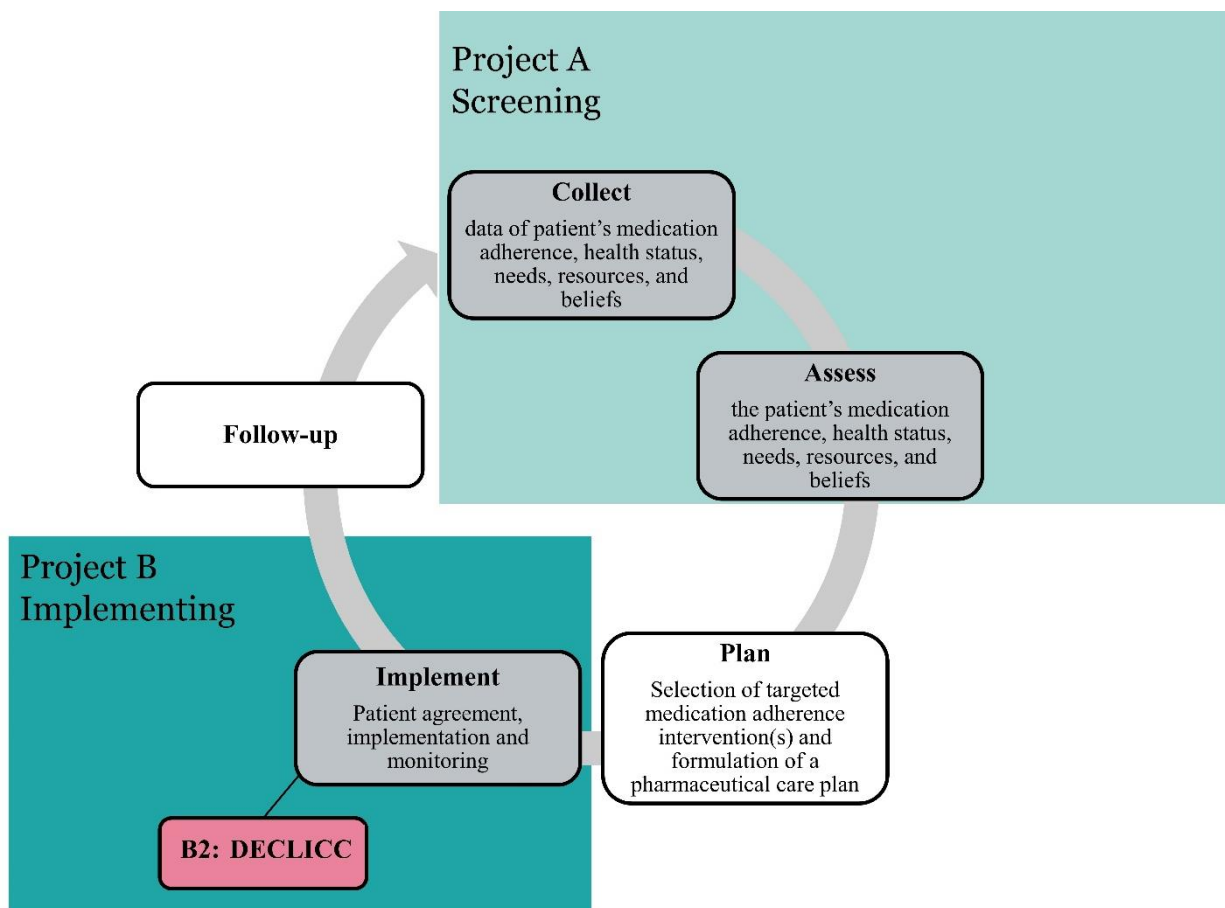 Project A
Screening
Collect
data of patient's medication
adherence, health status,
needs, resources, and
beliefs
Assess
the patient's medication
adherence, health status,
needs, resources, and
beliefs
Follow-up
Project B
Implementing
Plan
Selection of targeted
medication adherence
intervention(s) and
formulation of a
pharmaceutical care plan
Implement
Patient agreement,
implementation and
monitoring
B2: DECLICC